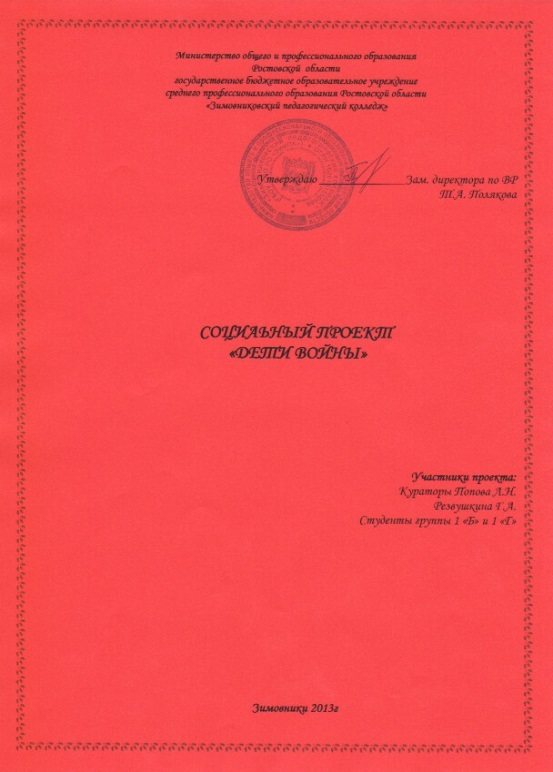 Министерство общего и профессионального образования
Ростовской области
государственное бюджетное образовательное учреждение
среднего профессионального образования Ростовской области
«Зимовниковский педагогический колледж»
Утверждаю ______________ Зам. директора по ВР
Т.А. Полякова
СОЦИАЬНЫЙ ПРОЕКТ
«ДЕТИ ВОЙНЫ»
Участники проекта:
Кураторы Попова Л.Н.
Резвушкина Г.А.
Студенты группы 1 «Б» и 1 «Г»
Зимовники 2013г